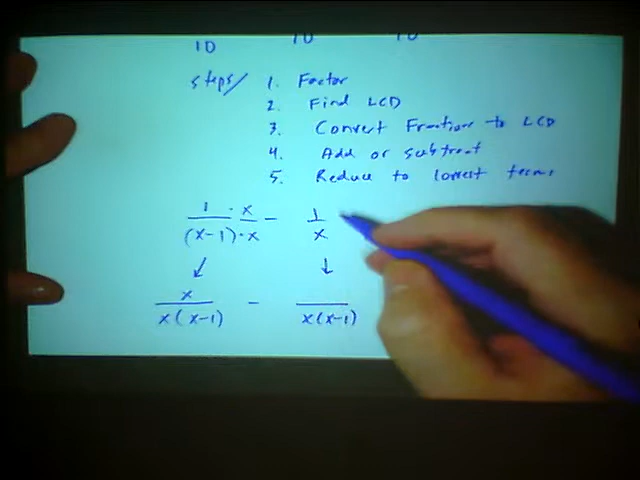 10 10 10
steps/ 1. Factor
2. Find LCD
3. Convert Fractions to LCD
4. Add or subtract
5. Reduce to lowest terms
1 · x / (x-1) · x - 1 / x
↓ ↓
x / x(x-1) - / x(x-1)